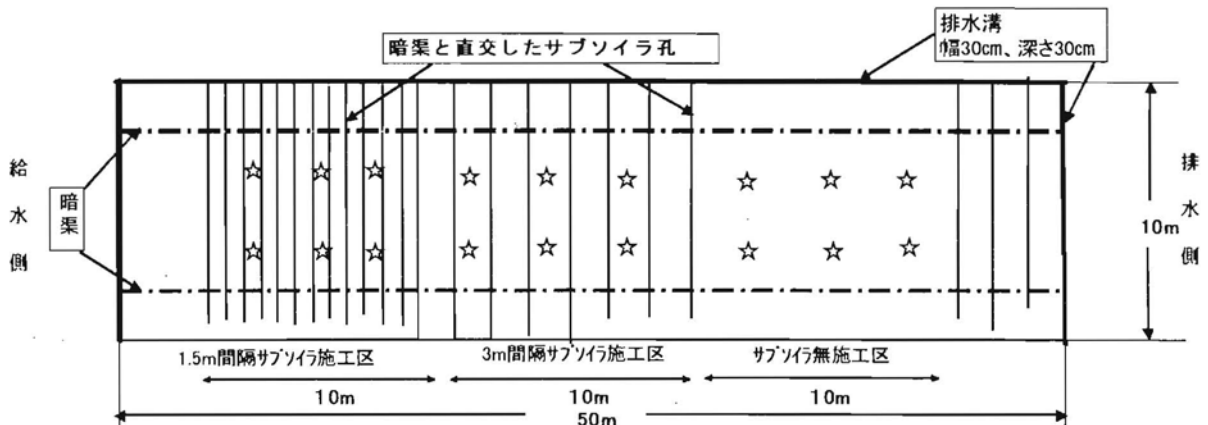 排水溝
幅30cm、深さ30cm
暗渠と直交したサブソイラ孔
給水側
暗渠
排水側
10m
1.5m間隔サブソイラ施工区
3m間隔サブソイラ施工区
サブソイラ無施工区
10m
10m
10m
50m